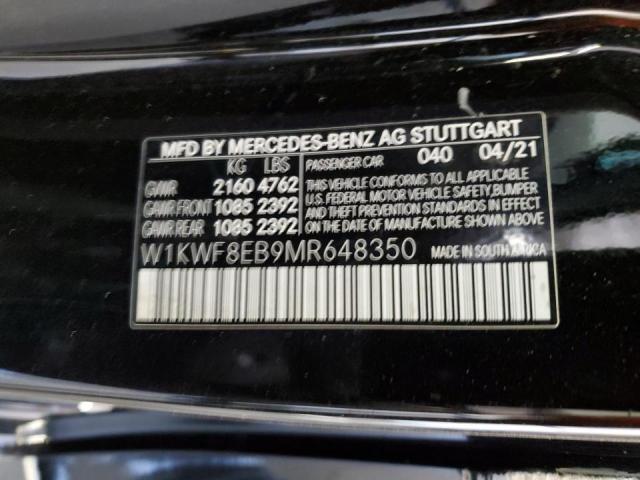 MFD BY MERCEDES-BENZ AG STUTTGART
KG LBS PASSENGER CAR 040 04/21
GVWR 2160 4762
GAWR FRONT 1085 2392
GAWR REAR 1085 2392
THIS VEHICLE CONFORMS TO ALL APPLICABLE
U.S. FEDERAL MOTOR VEHICLE SAFETY, BUMPER
AND THEFT PREVENTION STANDARDS IN EFFECT
ON THE DATE OF MANUFACTURE SHOWN ABOVE.
W1KWF8EB9MR648350 MADE IN SOUTH AFRICA